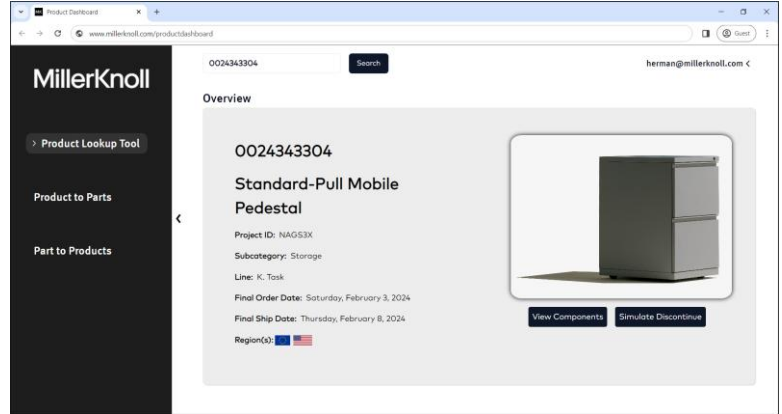 Product Dashboard
www.millerknoll.com/productdashboard
Guest
MillerKnoll
0024343304
Search
herman@millerknoll.com <
Overview
> Product Lookup Tool
Product to Parts
Part to Products
0024343304
Standard-Pull Mobile
Pedestal
Project ID: NAGS3X
Subcategory: Storage
Line: K. Task
Final Order Date: Saturday, February 3, 2024
Final Ship Date: Thursday, February 8, 2024
Region(s):
View Components
Simulate Discontinue